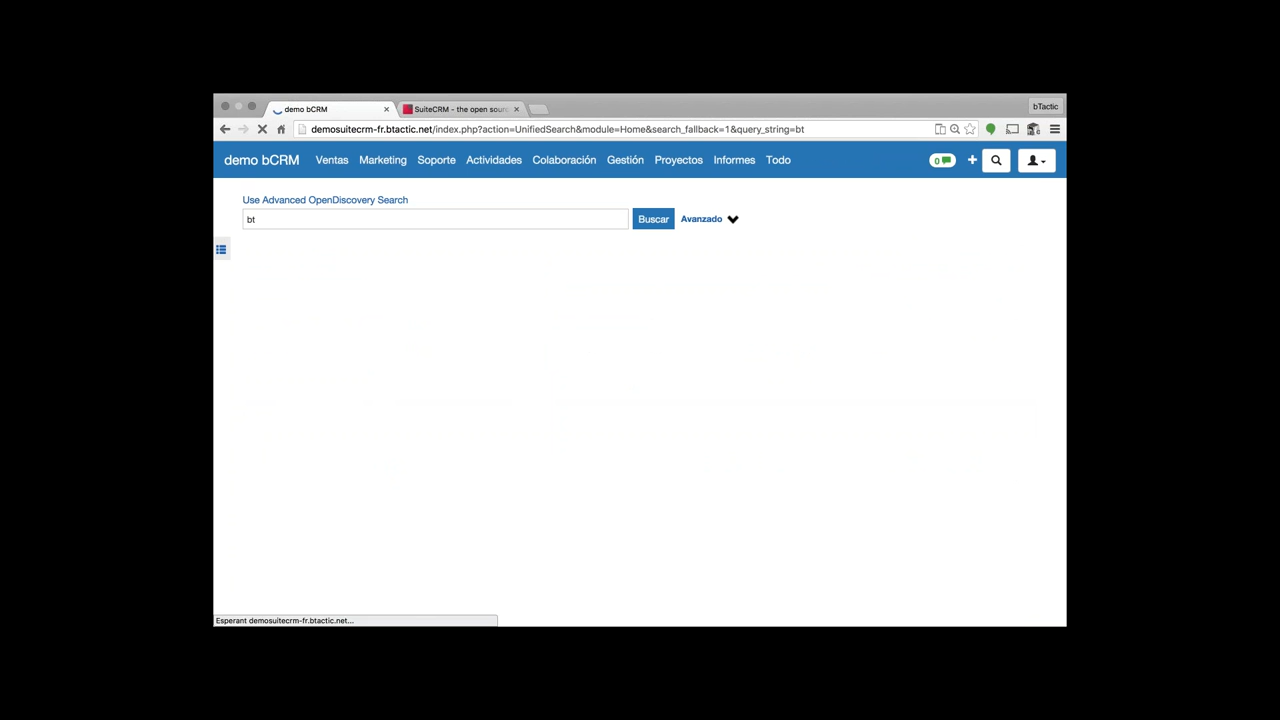 demo bCRM
SuiteCRM - the open sour
bTactic
demosuitecrm-fr.btactic.net/index.php?action=UnifiedSearch&module=Home&search_fallback=1&query_string=bt
demo bCRM Ventas Marketing Soporte Actividades Colaboración Gestión Proyectos Informes Todo 0
Use Advanced OpenDiscovery Search
bt Buscar Avanzado
Esperant demosuitecrm-fr.btactic.net...